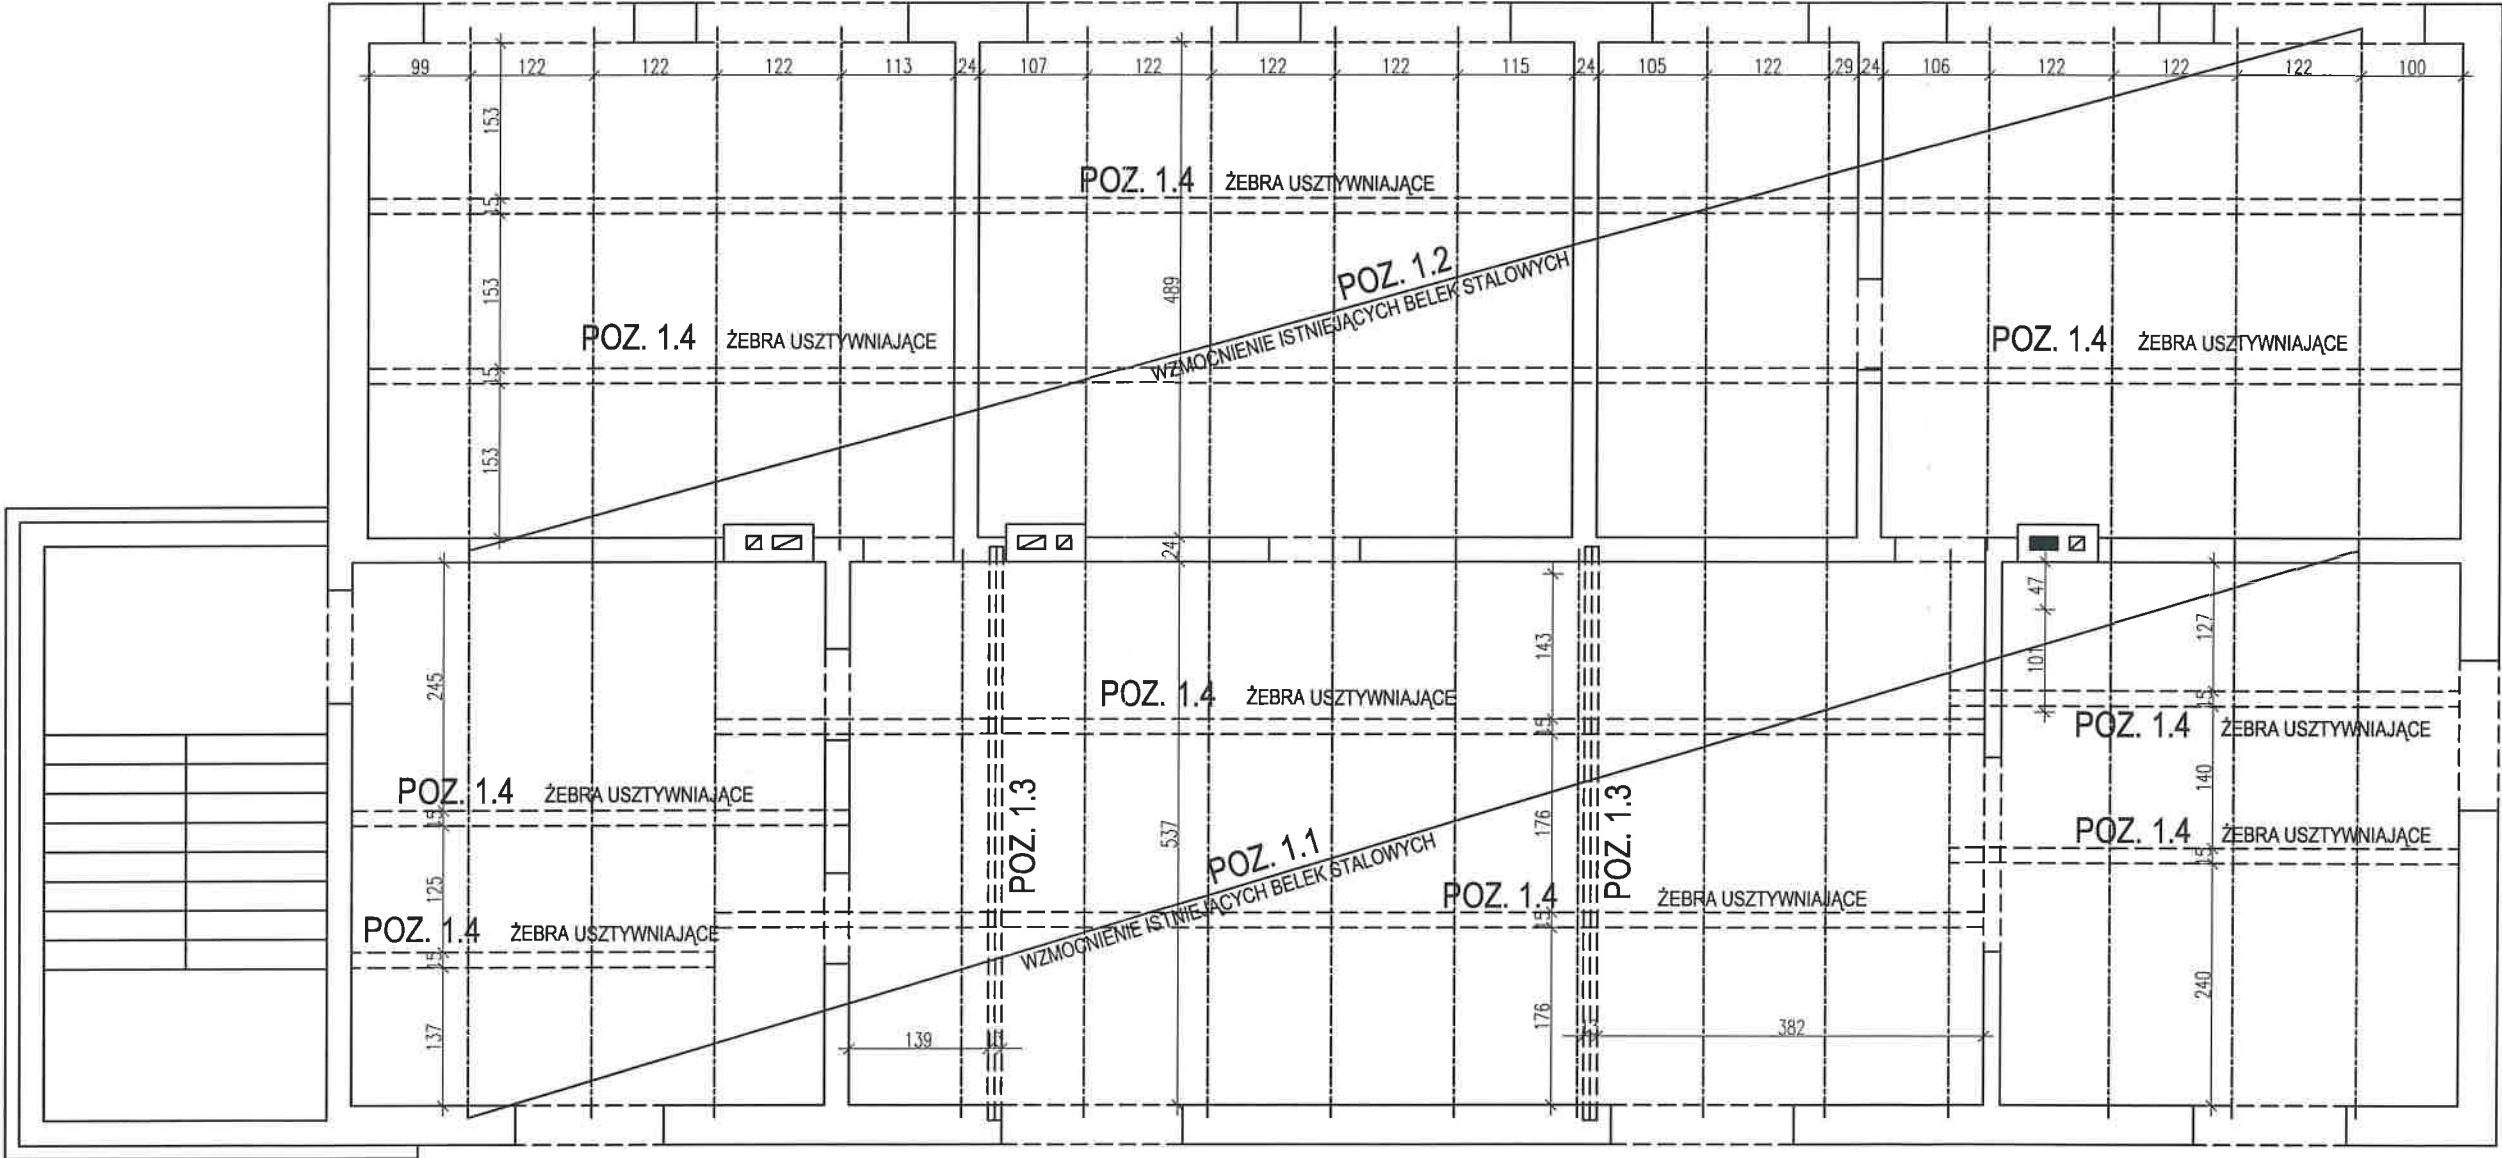 99 122 122 122 113 24 107 122 122 122 115 24 105 122 29 24 106 122 122 122 100
153
POZ. 1.4 ŻEBRA USZTYWNIAJĄCE
15
153
489
POZ. 1.2
WZMOCNIENIE ISTNIEJĄCYCH BELEK STALOWYCH
POZ. 1.4 ŻEBRA USZTYWNIAJĄCE
POZ. 1.4 ŻEBRA USZTYWNIAJĄCE
15
153
24
47
127
143
101
245
POZ. 1.4 ŻEBRA USZTYWNIAJĄCE
15
15
POZ. 1.4 ŻEBRA USZTYWNIAJĄCE
140
POZ. 1.4 ŻEBRA USZTYWNIAJĄCE
15
POZ. 1.3
537
176
POZ. 1.3
POZ. 1.4 ŻEBRA USZTYWNIAJĄCE
15
POZ. 1.1
WZMOCNIENIE ISTNIEJĄCYCH BELEK STALOWYCH
125
POZ. 1.4 ŻEBRA USZTYWNIAJĄCE
15
POZ. 1.4 ŻEBRA USZTYWNIAJĄCE
15
240
137
176
139
382